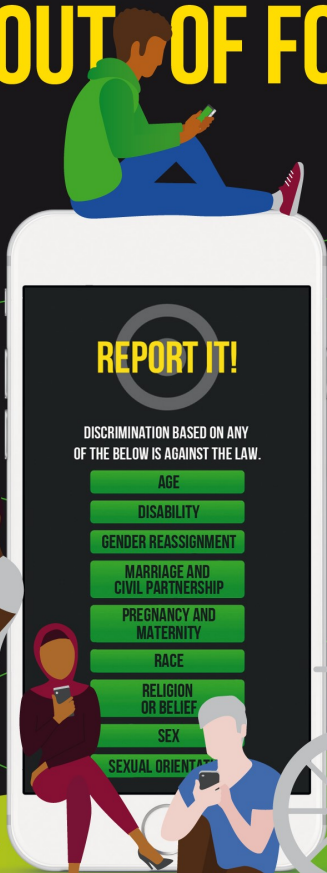 OUT OF FO
REPORT IT!
DISCRIMINATION BASED ON ANY
OF THE BELOW IS AGAINST THE LAW.
AGE
DISABILITY
GENDER REASSIGNMENT
MARRIAGE AND
CIVIL PARTNERSHIP
PREGNANCY AND
MATERNITY
RACE
RELIGION
OR BELIEF
SEX
SEXUAL ORIENTAT